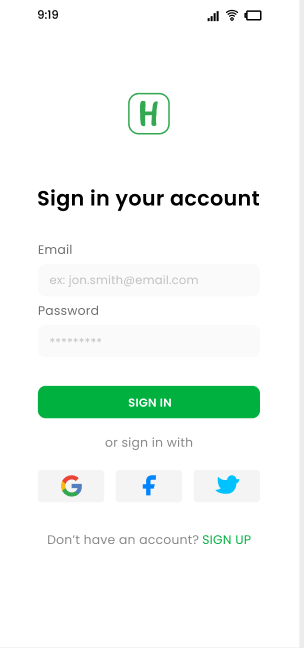 9:19
H
Sign in your account
Email
ex: jon.smith@email.com
Password
*********
SIGN IN
or sign in with
G
f
Don’t have an account? SIGN UP